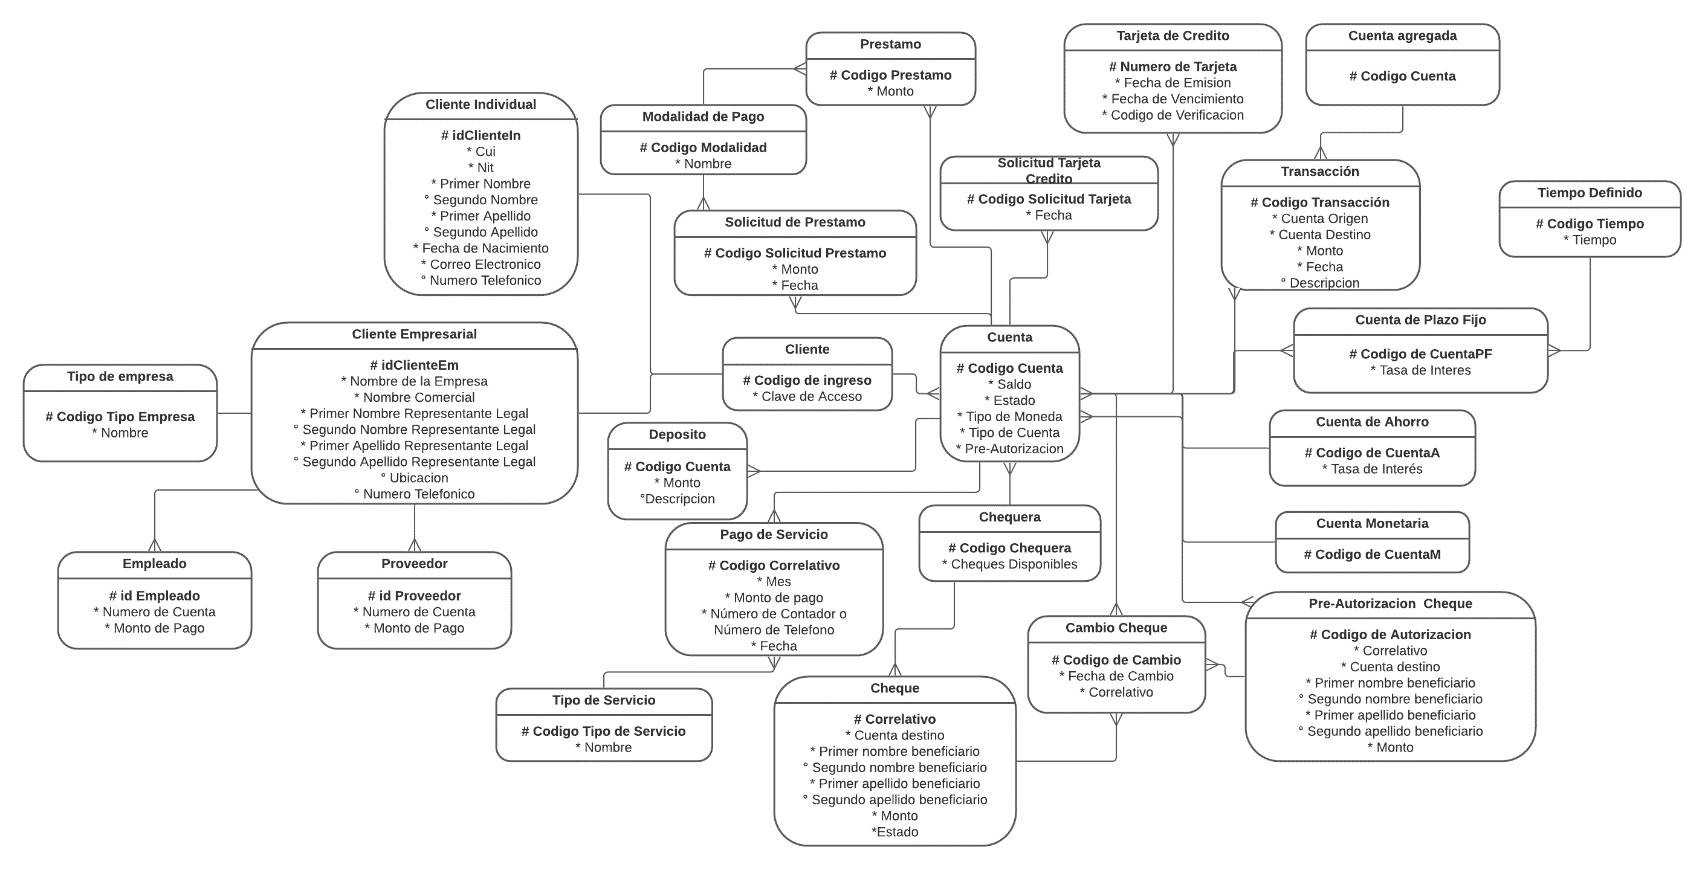 Prestamo
# Codigo Prestamo
* Monto
Tarjeta de Credito
# Numero de Tarjeta
* Fecha de Emision
* Fecha de Vencimiento
* Codigo de Verificacion
Cuenta agregada
# Codigo Cuenta
Cliente Individual
# idClienteIn
* Cui
* Nit
* Primer Nombre
° Segundo Nombre
* Primer Apellido
° Segundo Apellido
* Fecha de Nacimiento
* Correo Electronico
° Numero Telefonico
Modalidad de Pago
# Codigo Modalidad
* Nombre
Solicitud Tarjeta
Credito
# Codigo Solicitud Tarjeta
* Fecha
Transacción
# Codigo Transacción
* Cuenta Origen
* Cuenta Destino
* Monto
* Fecha
° Descripcion
Tiempo Definido
# Codigo Tiempo
* Tiempo
Solicitud de Prestamo
# Codigo Solicitud Prestamo
* Monto
* Fecha
Cuenta de Plazo Fijo
# Codigo de CuentaPF
* Tasa de Interes
Cliente Empresarial
# idClienteEm
* Nombre de la Empresa
* Nombre Comercial
* Primer Nombre Representante Legal
° Segundo Nombre Representante Legal
* Primer Apellido Representante Legal
° Segundo Apellido Representante Legal
° Ubicacion
° Numero Telefonico
Cuenta
# Codigo Cuenta
* Saldo
* Estado
* Tipo de Moneda
* Tipo de Cuenta
* Pre-Autorizacion
Cliente
# Codigo de ingreso
* Clave de Acceso
Tipo de empresa
# Codigo Tipo Empresa
* Nombre
Cuenta de Ahorro
# Codigo de CuentaA
* Tasa de Interés
Deposito
# Codigo Cuenta
* Monto
°Descripcion
Chequera
# Codigo Chequera
* Cheques Disponibles
Cuenta Monetaria
# Codigo de CuentaM
Pago de Servicio
# Codigo Correlativo
* Mes
* Monto de pago
* Número de Contador o
Número de Telefono
* Fecha
Empleado
# id Empleado
* Numero de Cuenta
* Monto de Pago
Proveedor
# id Proveedor
* Numero de Cuenta
* Monto de Pago
Pre-Autorizacion  Cheque
# Codigo de Autorizacion
* Correlativo
* Cuenta destino
* Primer nombre beneficiario
° Segundo nombre beneficiario
* Primer apellido beneficiario
° Segundo apellido beneficiario
* Monto
Cambio Cheque
# Codigo de Cambio
* Fecha de Cambio
* Correlativo
Cheque
# Correlativo
* Cuenta destino
* Primer nombre beneficiario
° Segundo nombre beneficiario
* Primer apellido beneficiario
° Segundo apellido beneficiario
* Monto
*Estado
Tipo de Servicio
# Codigo Tipo de Servicio
* Nombre